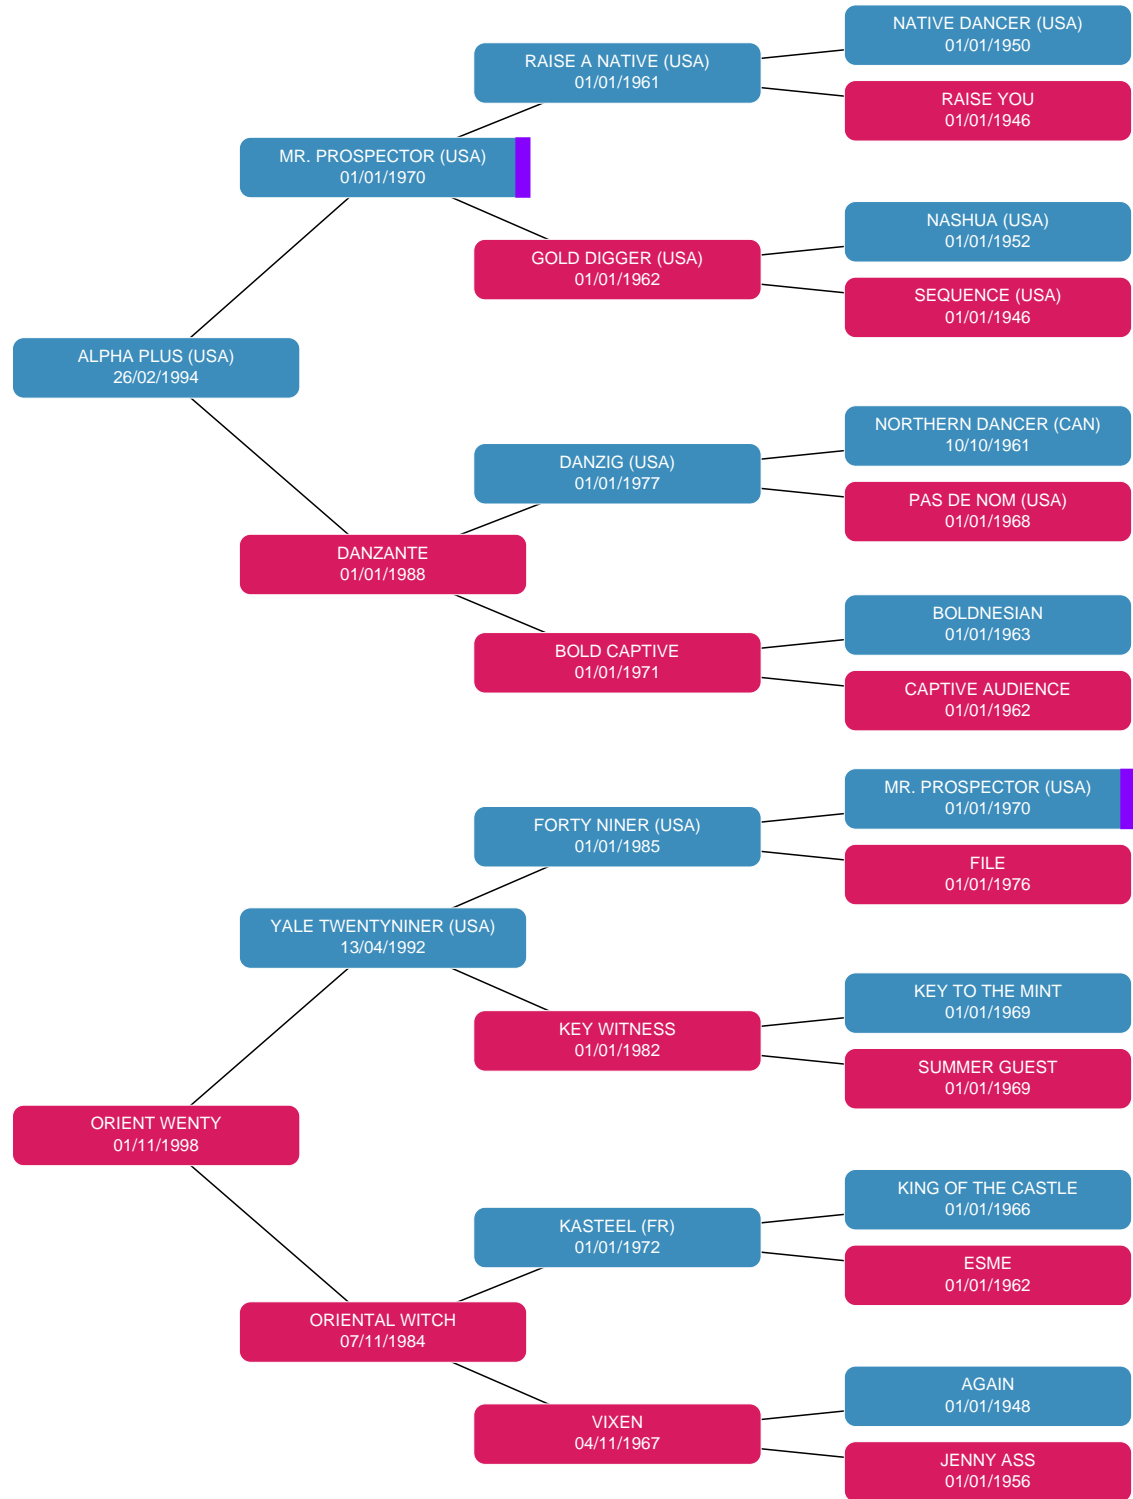 NATIVE DANCER (USA)
01/01/1950
RAISE A NATIVE (USA)
01/01/1961
RAISE YOU
01/01/1946
MR. PROSPECTOR (USA)
01/01/1970
NASHUA (USA)
01/01/1952
GOLD DIGGER (USA)
01/01/1962
SEQUENCE (USA)
01/01/1946
ALPHA PLUS (USA)
26/02/1994
NORTHERN DANCER (CAN)
10/10/1961
DANZIG (USA)
01/01/1977
PAS DE NOM (USA)
01/01/1968
DANZANTE
01/01/1988
BOLDNESIAN
01/01/1963
BOLD CAPTIVE
01/01/1971
CAPTIVE AUDIENCE
01/01/1962
MR. PROSPECTOR (USA)
01/01/1970
FORTY NINER (USA)
01/01/1985
FILE
01/01/1976
YALE TWENTYNINER (USA)
13/04/1992
KEY TO THE MINT
01/01/1969
KEY WITNESS
01/01/1982
SUMMER GUEST
01/01/1969
ORIENT WENTY
01/11/1998
KING OF THE CASTLE
01/01/1966
KASTEEL (FR)
01/01/1972
ESME
01/01/1962
ORIENTAL WITCH
07/11/1984
AGAIN
01/01/1948
VIXEN
04/11/1967
JENNY ASS
01/01/1956